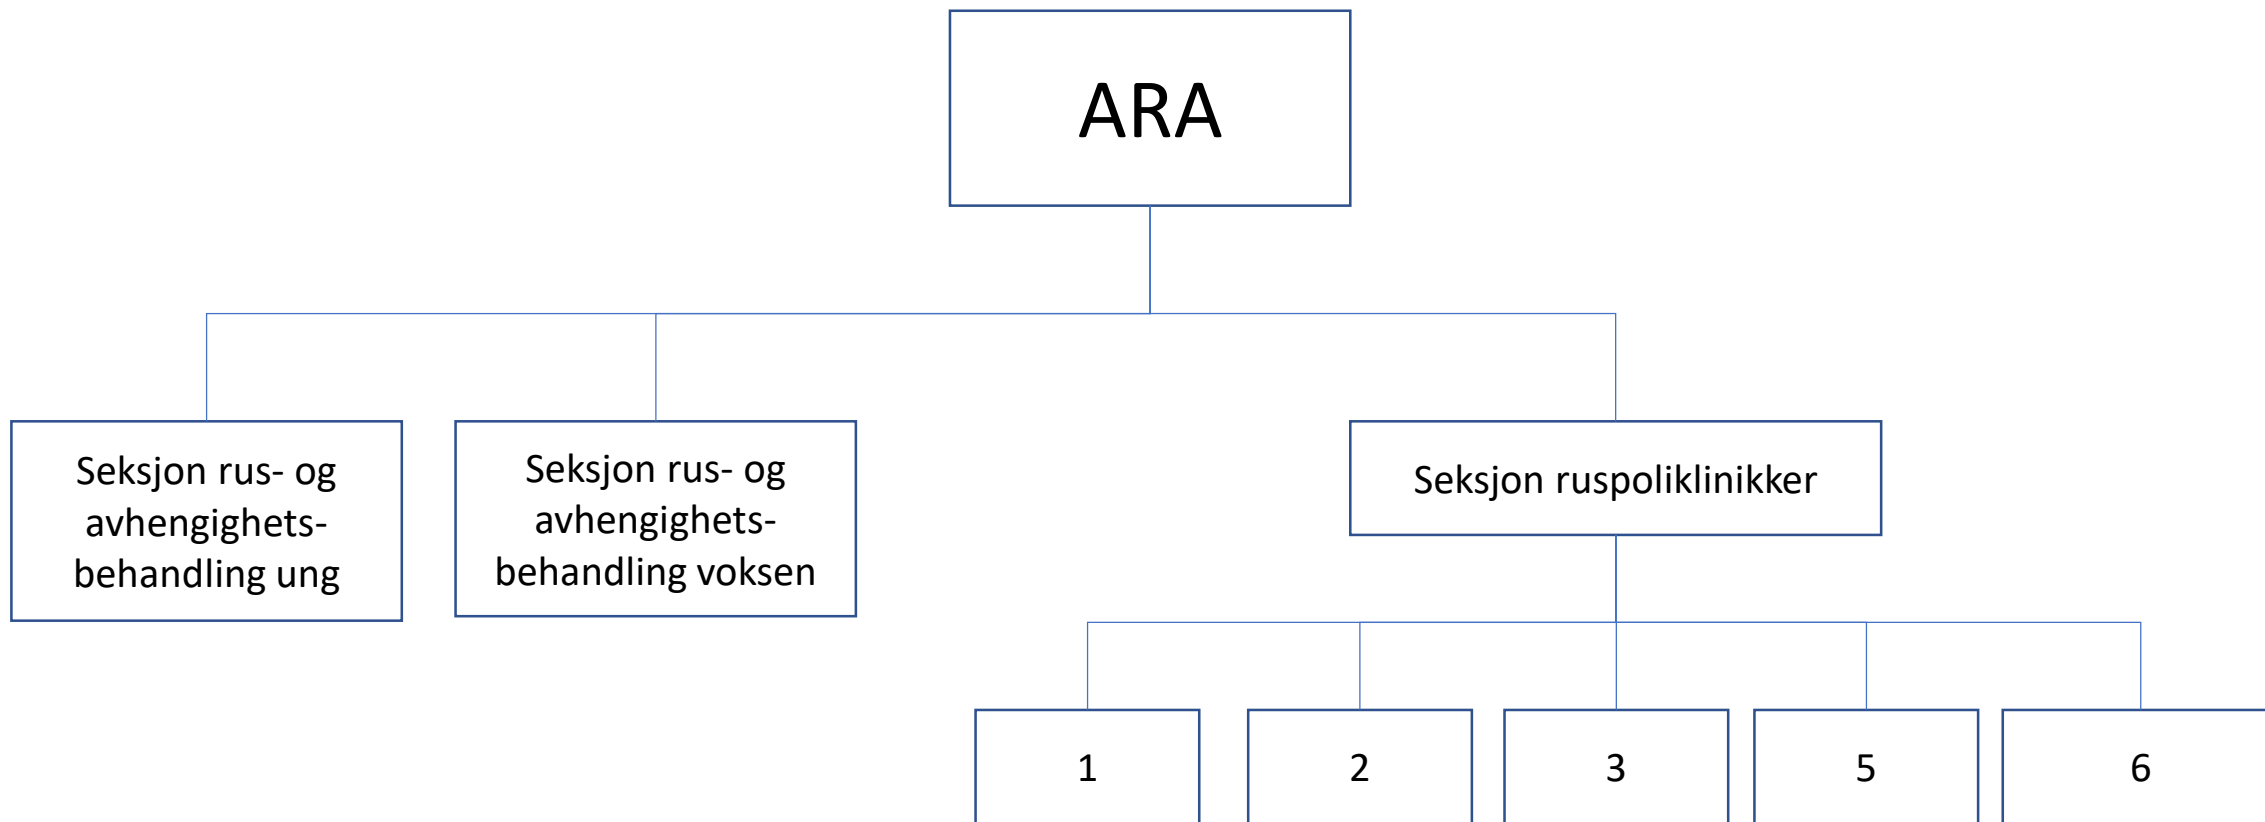 ARA
Seksjon rus- og
avhengighets-
behandling ung
Seksjon rus- og
avhengighets-
behandling voksen
Seksjon ruspoliklinikker
1
2
3
5
6